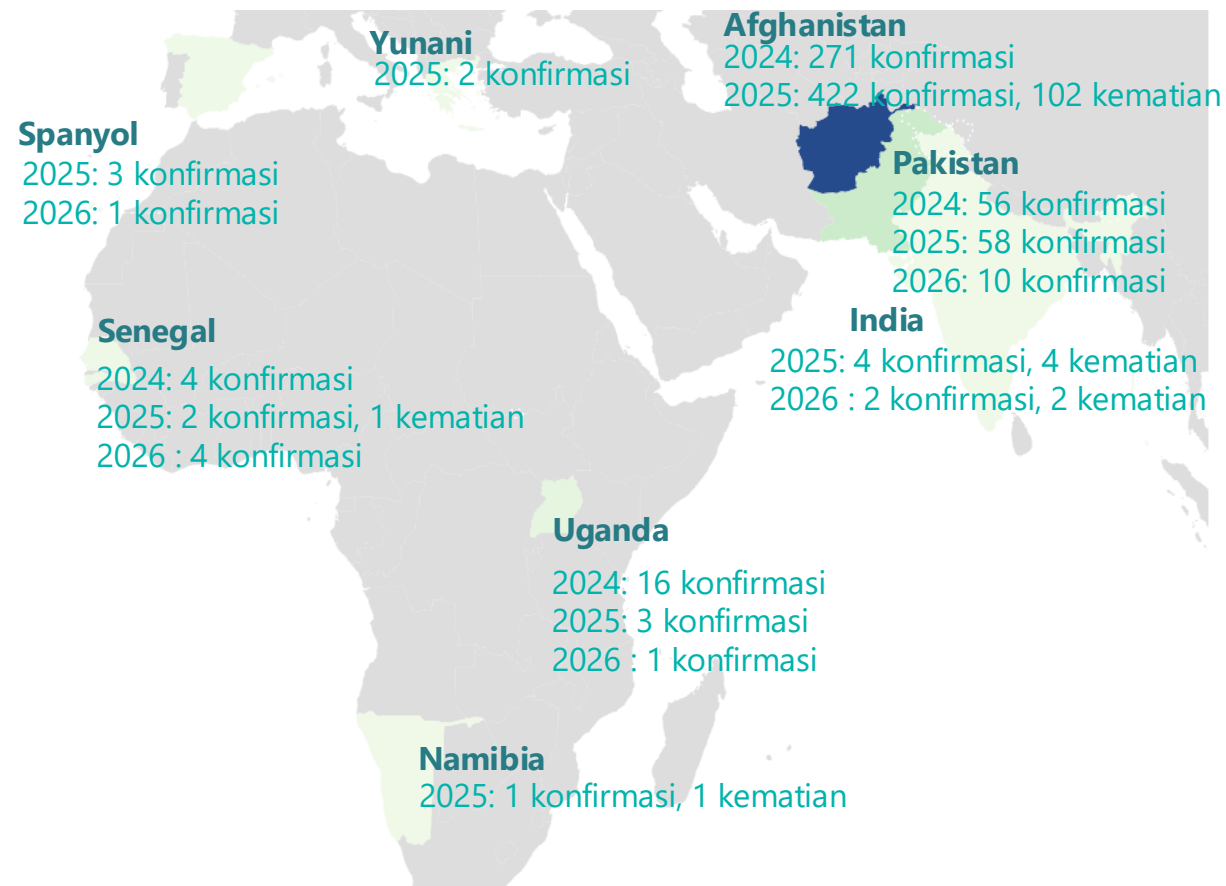 Yunani
2025: 2 konfirmasi
Afghanistan
2024: 271 konfirmasi
2025: 422 konfirmasi, 102 kematian
Spanyol
2025: 3 konfirmasi
2026: 1 konfirmasi
Pakistan
2024: 56 konfirmasi
2025: 58 konfirmasi
2026: 10 konfirmasi
India
2025: 4 konfirmasi, 4 kematian
2026 : 2 konfirmasi, 2 kematian
Senegal
2024: 4 konfirmasi
2025: 2 konfirmasi, 1 kematian
2026 : 4 konfirmasi
Uganda
2024: 16 konfirmasi
2025: 3 konfirmasi
2026 : 1 konfirmasi
Namibia
2025: 1 konfirmasi, 1 kematian